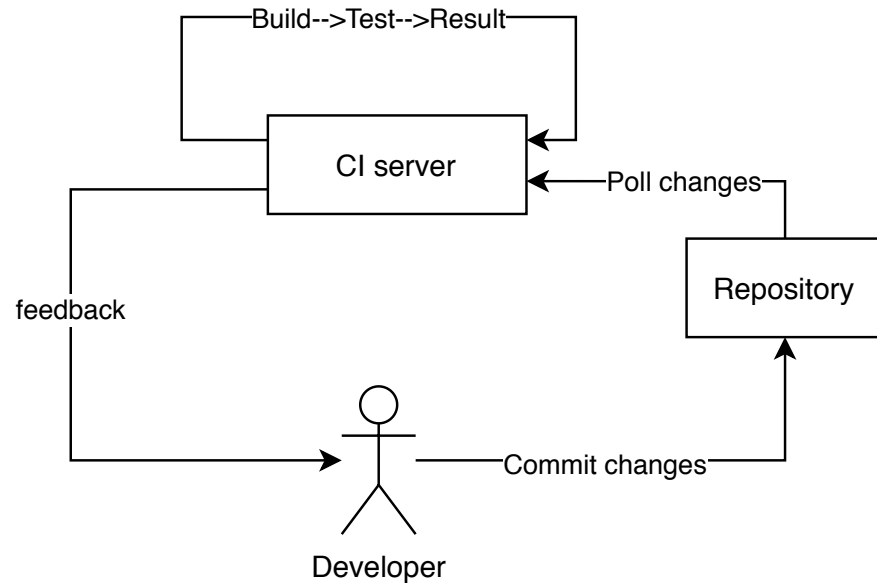 Build-->Test-->Result
CI server
Poll changes
Repository
feedback
Commit changes
Developer